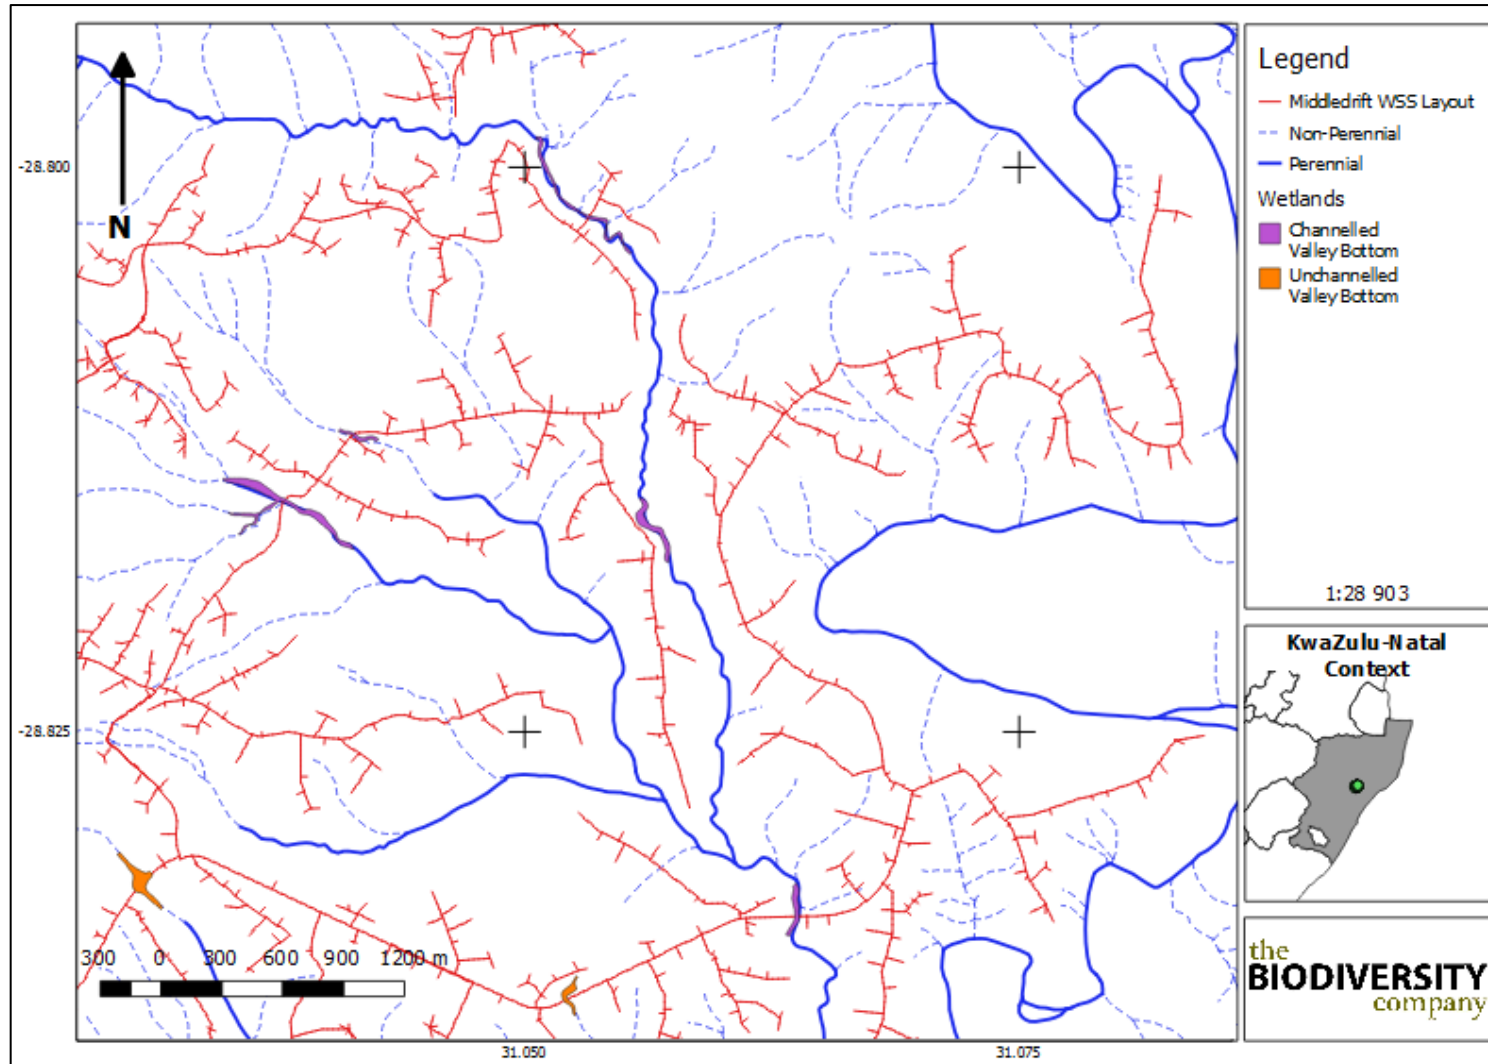 Legend
Middledrift WSS Layout
Non-Perennial
Perennial
Wetlands
Channelled
Valley Bottom
Unchannelled
Valley Bottom
1:28 903
-28.800
N
KwaZulu-Natal
Context
-28.825
300 0 300 600 900 1200 m
the
BIODIVERSITY
company
31.050
31.075